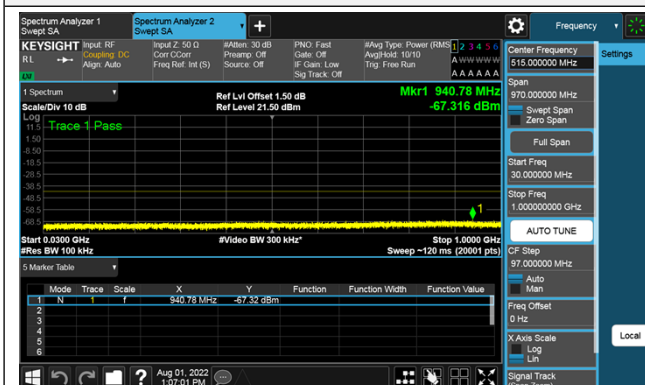 Spectrum Analyzer 1
Swept SA
Spectrum Analyzer 2
Swept SA
+
Frequency
KEYSIGHT
RL
Input: RF
Coupling: DC
Align: Auto
Input Z: 50 Ω
Corr CCorr
Freq Ref: Int (S)
#Atten: 30 dB
Preamp: Off
Source: Off
PNO: Fast
Gate: Off
IF Gain: Low
Sig Track: Off
#Avg Type: Power (RMS
Avg|Hold: 10/10
Trig: Free Run
1 2 3 4 5 6
A W W W W W
A A A A A A
LXI
1 Spectrum
Scale/Div 10 dB
Ref Lvl Offset 1.50 dB
Ref Level 21.50 dBm
Mkr1 940.78 MHz
-67.316 dBm
Log
Trace 1 Pass
11.5
1.50
-8.50
-18.5
-28.5
-38.5
-48.5
-58.5
-68.5
1
Start 0.0300 GHz
#Res BW 100 kHz
#Video BW 300 kHz*
Stop 1.0000 GHz
Sweep ~120 ms (20001 pts)
5 Marker Table
Mode Trace Scale X Y Function Function Width Function Value
1 N 1 f 940.78 MHz -67.32 dBm
2
3
4
5
6
Aug 01, 2022
1:07:01 PM
?
Center Frequency
515.000000 MHz
Settings
Span
970.000000 MHz
Swept Span
Zero Span
Full Span
Start Freq
30.000000 MHz
Stop Freq
1.000000000 GHz
AUTO TUNE
CF Step
97.000000 MHz
Auto
Man
Freq Offset
0 Hz
X Axis Scale
Log
Lin
Local
Signal Track
(Span Zoom)